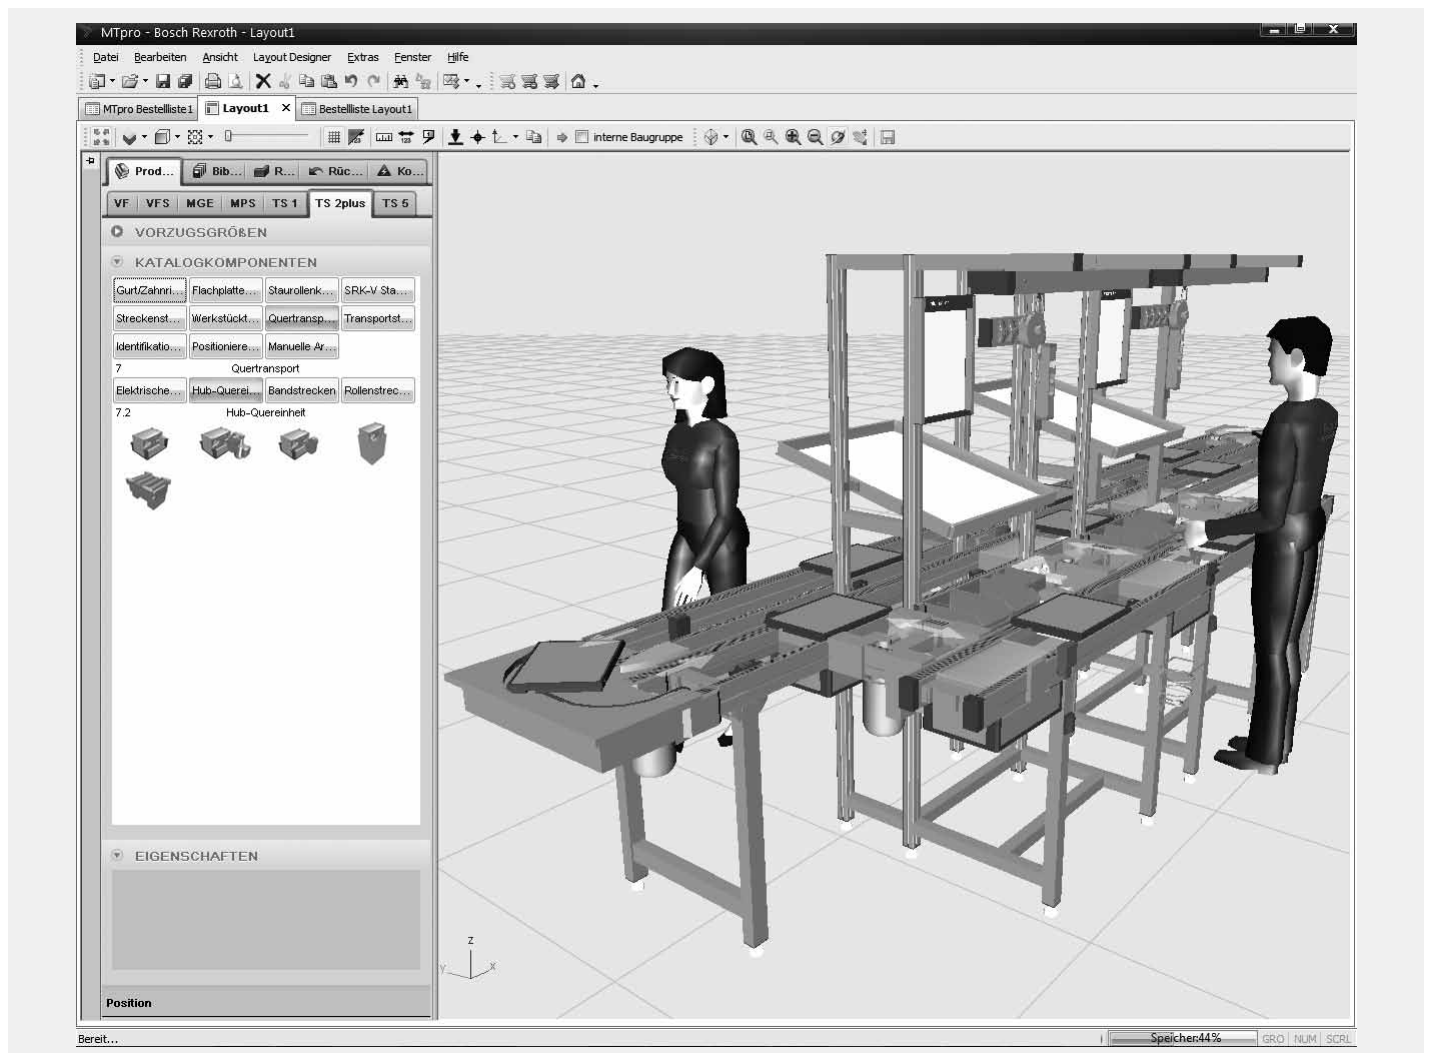 MTpro - Bosch Rexroth - Layout1
Datei Bearbeiten Ansicht Layout Designer Extras Fenster Hilfe
MTpro Bestellliste1 Layout1 X Bestellliste Layout1
interne Baugruppe
Prod... Bib... R... Rüc... Ko...
VF VFS MGE MPS TS 1 TS 2plus TS 5
VORZUGSGRÖßEN
KATALOGKOMPONENTEN
Gurt/Zahnri... Flachplatte... Staurollenk... SRK-V Sta...
Streckenst... Werkstückt... Quertransp... Transportst...
Identifikatio... Positioniere... Manuelle Ar...
7 Quertransport
Elektrische... Hub-Querei... Bandstrecken Rollenstrec...
7.2 Hub-Quereinheit
EIGENSCHAFTEN
z
y x
Position
Bereit... Speicher:44% GRO NUM SCRL